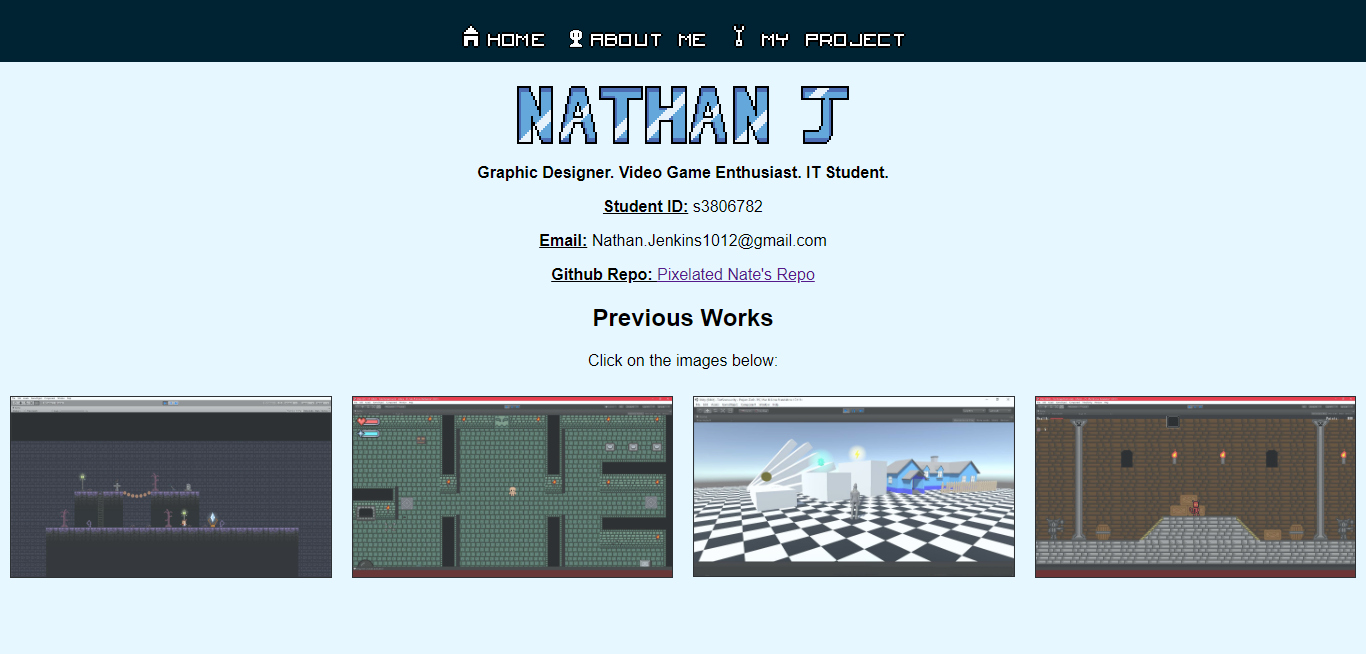 HOME ABOUT ME MY PROJECT
NATHAN J
Graphic Designer. Video Game Enthusiast. IT Student.
Student ID: s3806782
Email: Nathan.Jenkins1012@gmail.com
Github Repo: Pixelated Nate's Repo
Previous Works
Click on the images below: